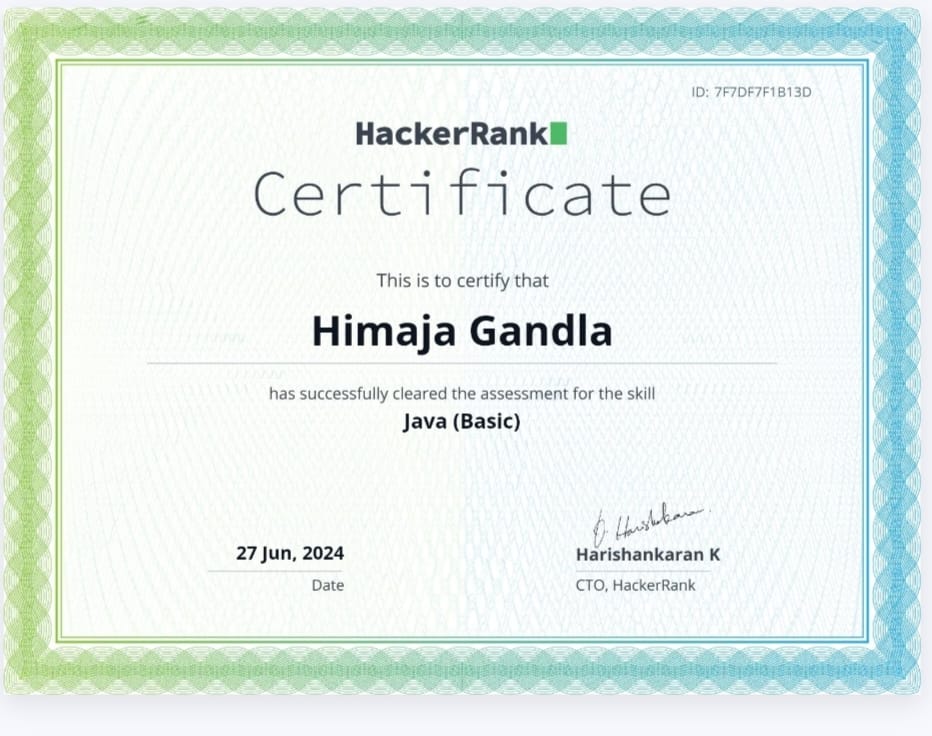 ID: 7F7DF7F1B13D
HackerRank
Certificate
This is to certify that
Himaja Gandla
has successfully cleared the assessment for the skill
Java (Basic)
27 Jun, 2024
Harishankaran K
Date
CTO, HackerRank